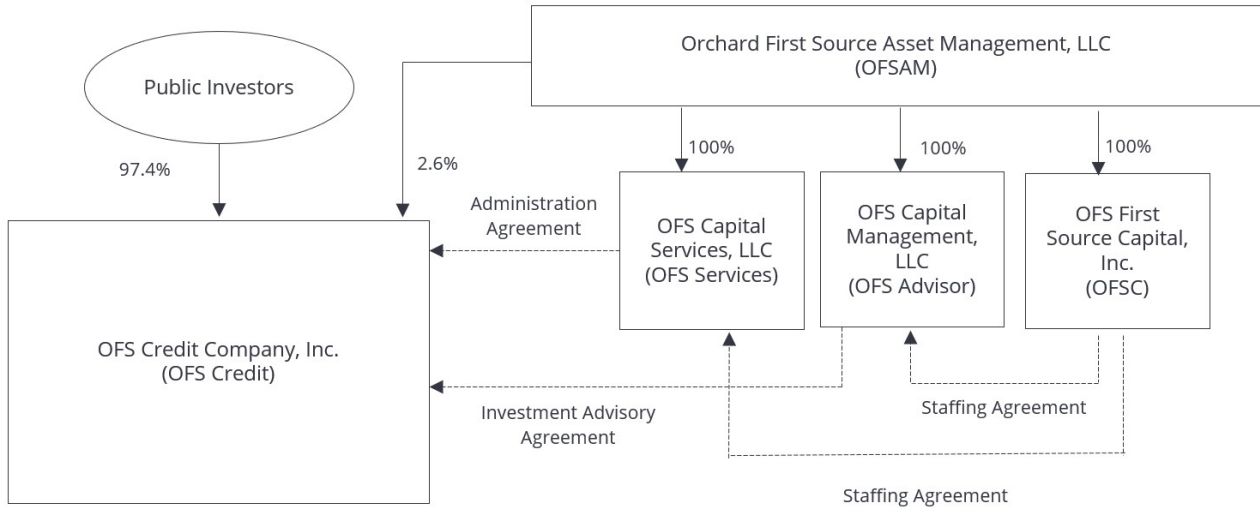 Orchard First Source Asset Management, LLC
(OFSAM)
Public Investors
97.4%
2.6%
100%
100%
100%
Administration
Agreement
OFS Capital
Services, LLC
(OFS Services)
OFS Capital
Management,
LLC
(OFS Advisor)
OFS First
Source Capital,
Inc.
(OFSC)
OFS Credit Company, Inc.
(OFS Credit)
Investment Advisory
Agreement
Staffing Agreement
Staffing Agreement